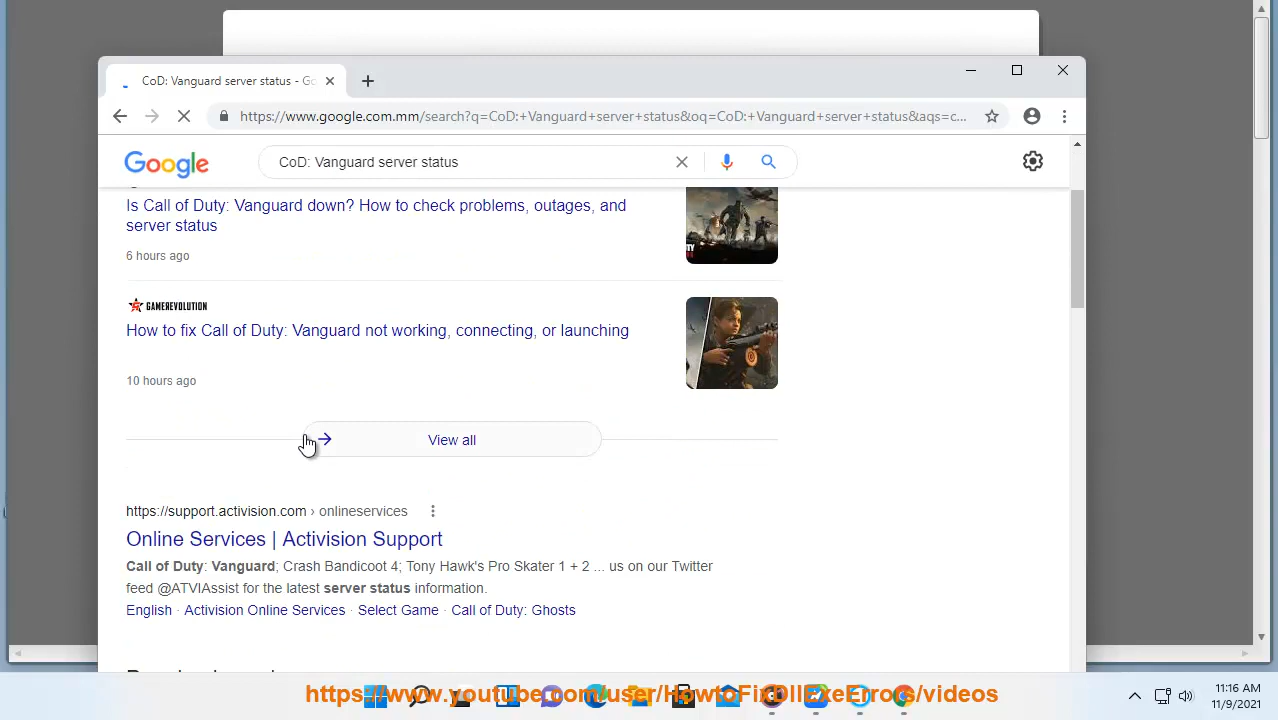 CoD: Vanguard server status - Go
https://www.google.com.mm/search?q=CoD:+Vanguard+server+status&oq=CoD:+Vanguard+server+status&aqs=c...
Google
CoD: Vanguard server status
Is Call of Duty: Vanguard down? How to check problems, outages, and
server status
6 hours ago
GAMEREVOLUTION
How to fix Call of Duty: Vanguard not working, connecting, or launching
10 hours ago
View all
https://support.activision.com › onlineservices
Online Services | Activision Support
Call of Duty: Vanguard; Crash Bandicoot 4; Tony Hawk's Pro Skater 1 + 2 ... us on our Twitter
feed @ATVIAssist for the latest server status information.
English · Activision Online Services · Select Game · Call of Duty: Ghosts
https://www.youtube.com/user/HowtoFixDllExeErrors/videos
11:16 AM
11/9/2021